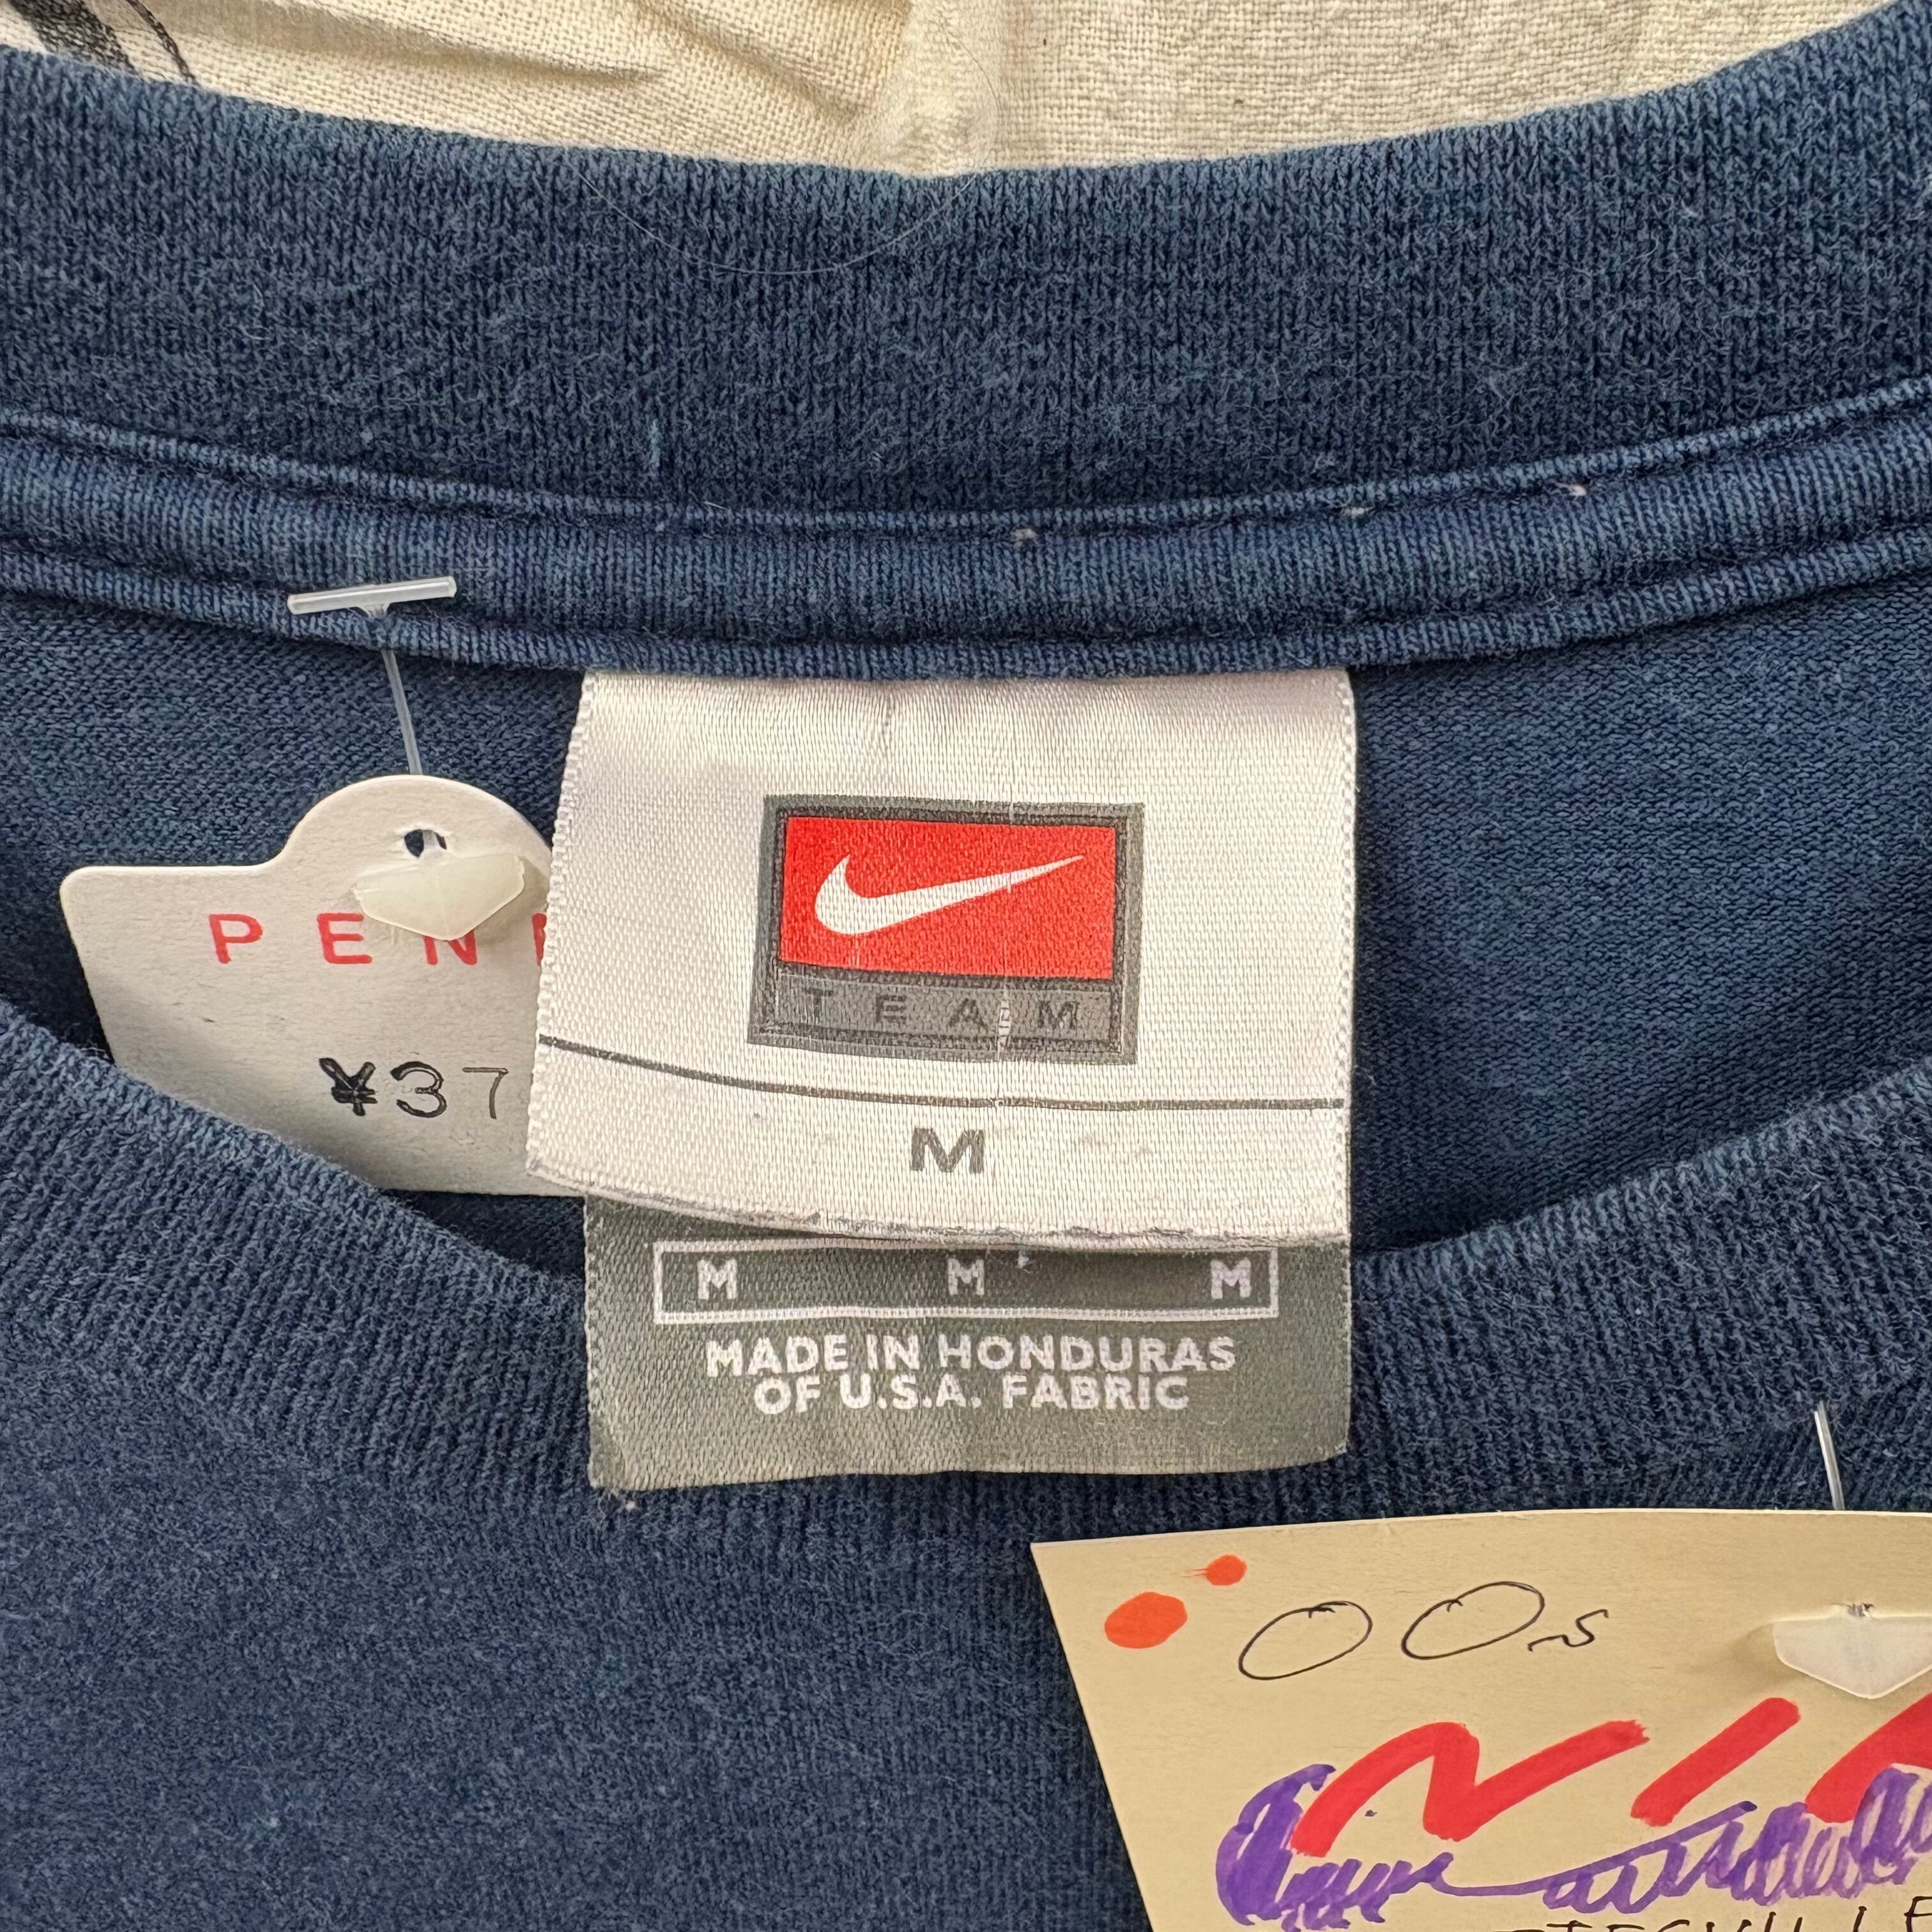 PEN
¥37
TEAM
M
M M M
MADE IN HONDURAS
OF U.S.A. FABRIC
00s